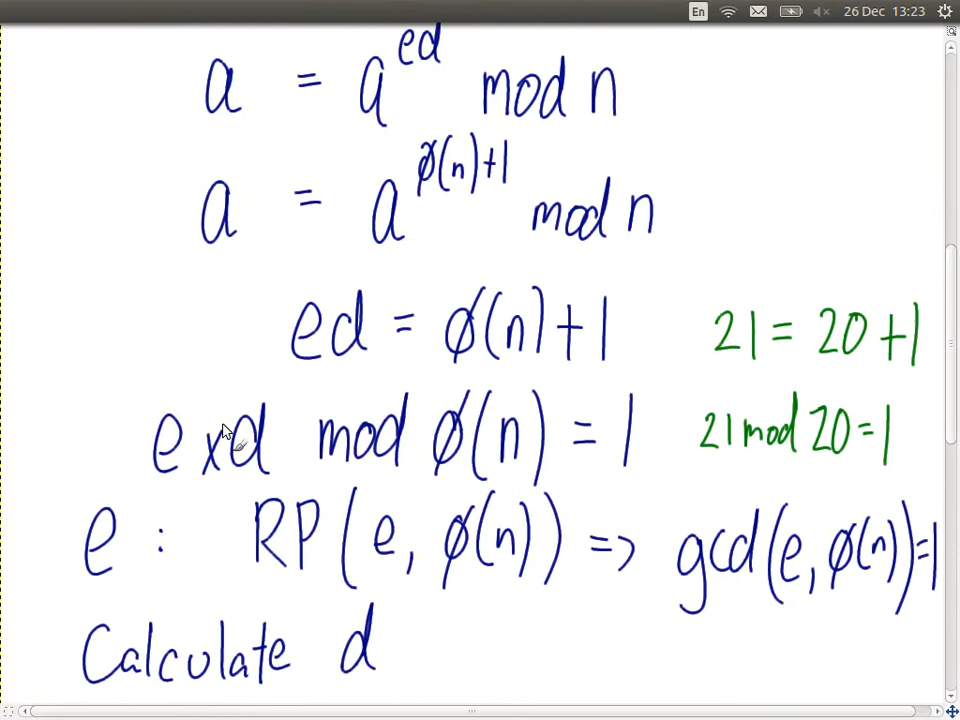 En 26 Dec 13:23
a = a^ed mod n
a = a^ϕ(n)+1 mod n
ed = ϕ(n)+1 21 = 20+1
exd mod ϕ(n) = 1 21 mod 20=1
e : RP(e, ϕ(n)) => gcd(e, ϕ(n))=1
Calculate d